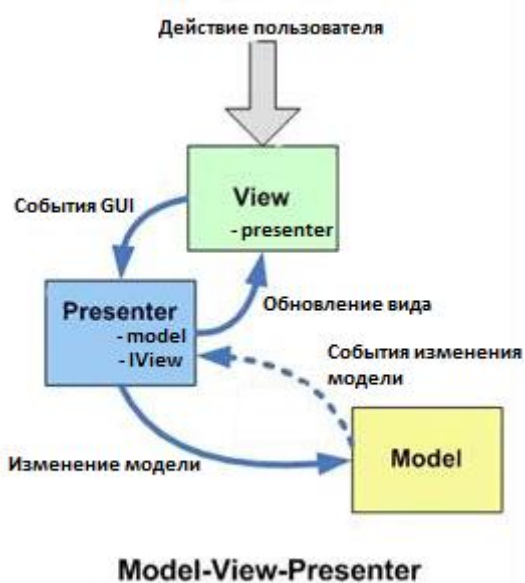 Действие пользователя
View
- presenter
События GUI
Presenter
- model
- IView
Обновление вида
События изменения
модели
Изменение модели
Model
Model-View-Presenter